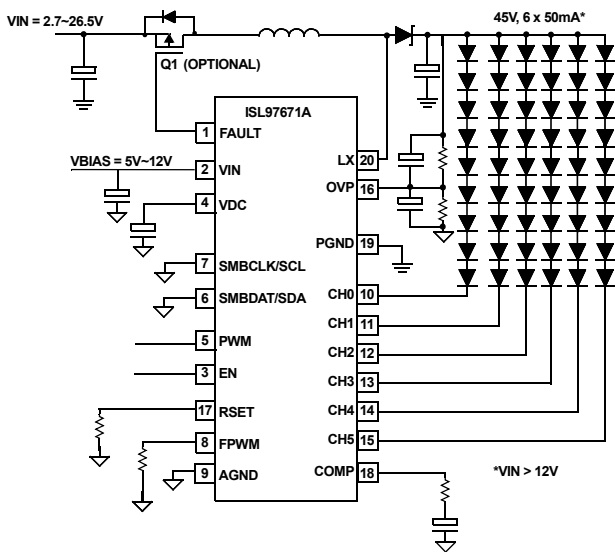 VIN = 2.7~26.5V
45V, 6 x 50mA*
Q1 (OPTIONAL)
ISL97671A
1 FAULT
LX 20
VBIAS = 5V~12V
2 VIN
OVP 16
4 VDC
PGND 19
7 SMBCLK/SCL
6 SMBDAT/SDA
CH0 10
CH1 11
5 PWM
CH2 12
3 EN
CH3 13
17 RSET
CH4 14
8 FPWM
CH5 15
9 AGND
COMP 18
*VIN > 12V